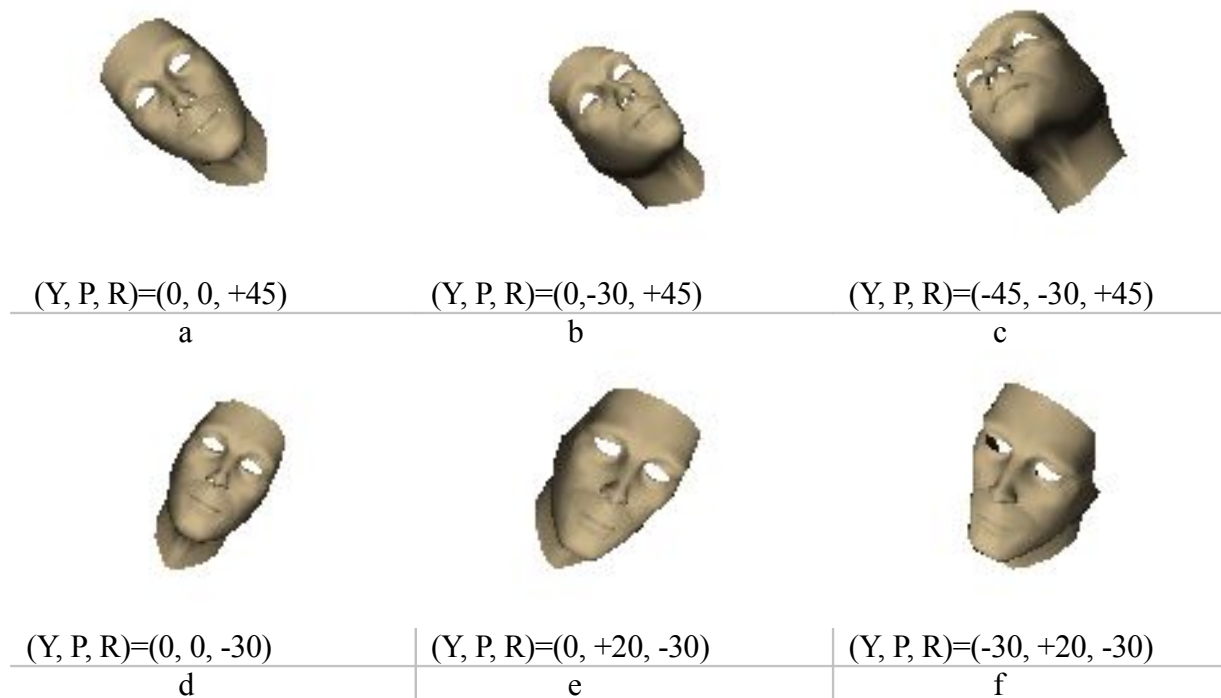 (Y, P, R)=(0, 0, +45) (Y, P, R)=(0,-30, +45) (Y, P, R)=(-45, -30, +45)
a b c
(Y, P, R)=(0, 0, -30) (Y, P, R)=(0, +20, -30) (Y, P, R)=(-30, +20, -30)
d e f